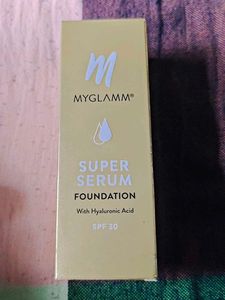 m
MYGLAMM®
SUPER
SERUM
FOUNDATION
With Hyaluronic Acid
SPF 30